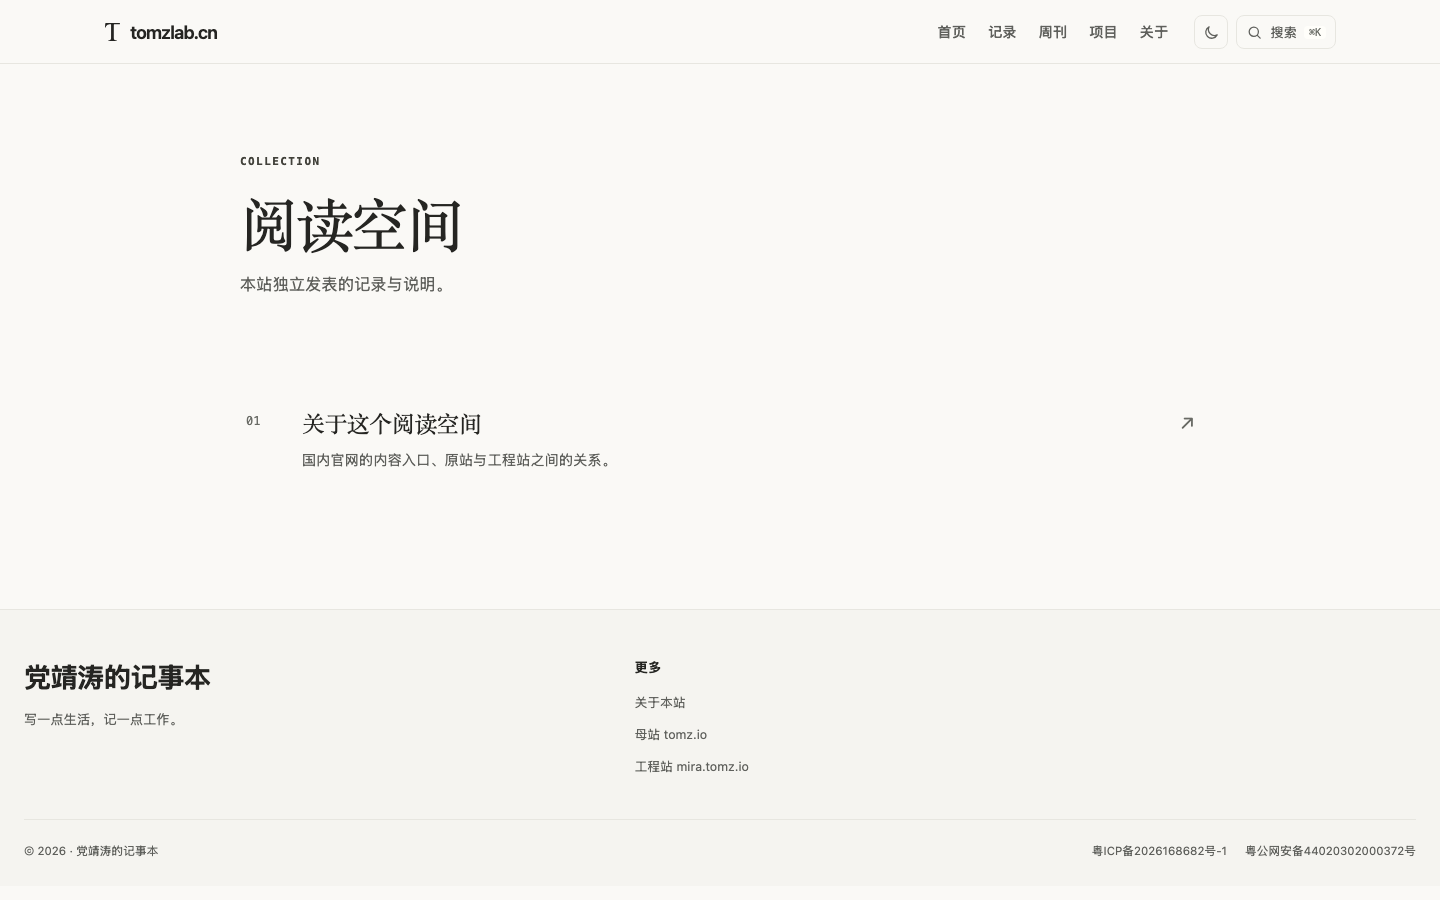 T tomzlab.cn
首页 记录 周刊 项目 关于 搜索 ⌘K
COLLECTION
阅读空间
本站独立发表的记录与说明。
01 关于这个阅读空间
国内官网的内容入口、原站与工程站之间的关系。
党靖涛的记事本
写一点生活，记一点工作。
更多
关于本站
母站 tomz.io
工程站 mira.tomz.io
© 2026 · 党靖涛的记事本
粤ICP备2026168682号-1 粤公网安备44020302000372号